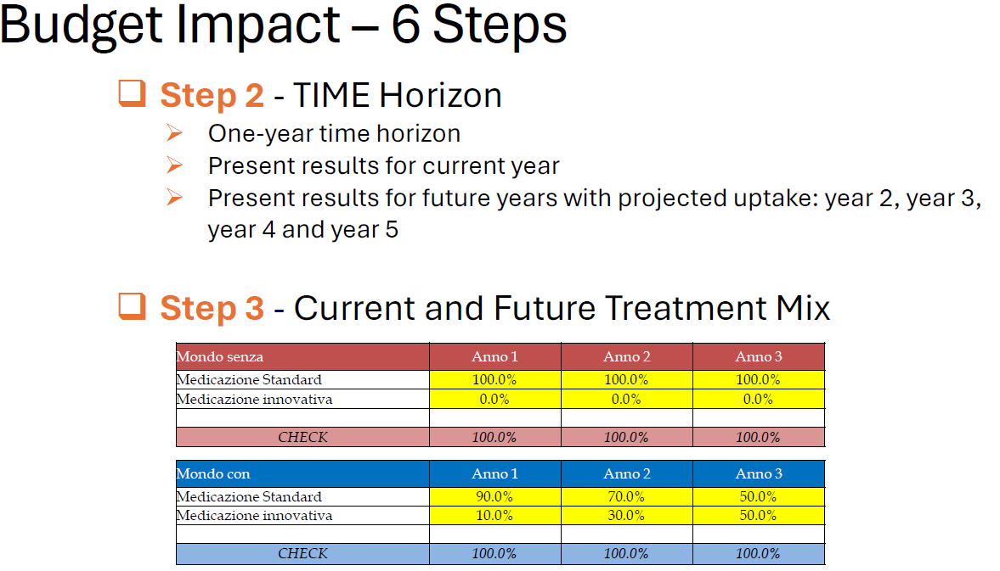 Budget Impact – 6 Steps
Step 2 - TIME Horizon
One-year time horizon
Present results for current year
Present results for future years with projected uptake: year 2, year 3,
year 4 and year 5
Step 3 - Current and Future Treatment Mix
Mondo senza Anno 1 Anno 2 Anno 3
Medicazione Standard 100.0% 100.0% 100.0%
Medicazione innovativa 0.0% 0.0% 0.0%
CHECK 100.0% 100.0% 100.0%
Mondo con Anno 1 Anno 2 Anno 3
Medicazione Standard 90.0% 70.0% 50.0%
Medicazione innovativa 10.0% 30.0% 50.0%
CHECK 100.0% 100.0% 100.0%